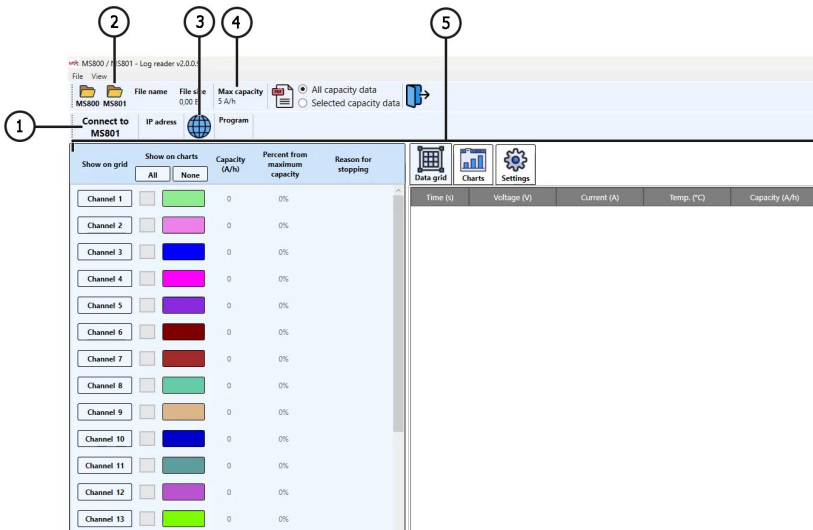 1
2
3
4
5
MS800 / MS801 - Log reader v2.0.0.
File View
MS800 MS801
File name
File size
0,00 B
Max capacity
5 A/h
PDF
All capacity data
Selected capacity data
Connect to
MS801
IP adress
Program
Show on grid
Show on charts
All None
Capacity
(A/h)
Percent from
maximum
capacity
Reason for
stopping
Data grid
Charts
Settings
Time (s) Voltage (V) Current (A) Temp. (°C) Capacity (A/h)
Channel 1 0 0%
Channel 2 0 0%
Channel 3 0 0%
Channel 4 0 0%
Channel 5 0 0%
Channel 6 0 0%
Channel 7 0 0%
Channel 8 0 0%
Channel 9 0 0%
Channel 10 0 0%
Channel 11 0 0%
Channel 12 0 0%
Channel 13 0 0%